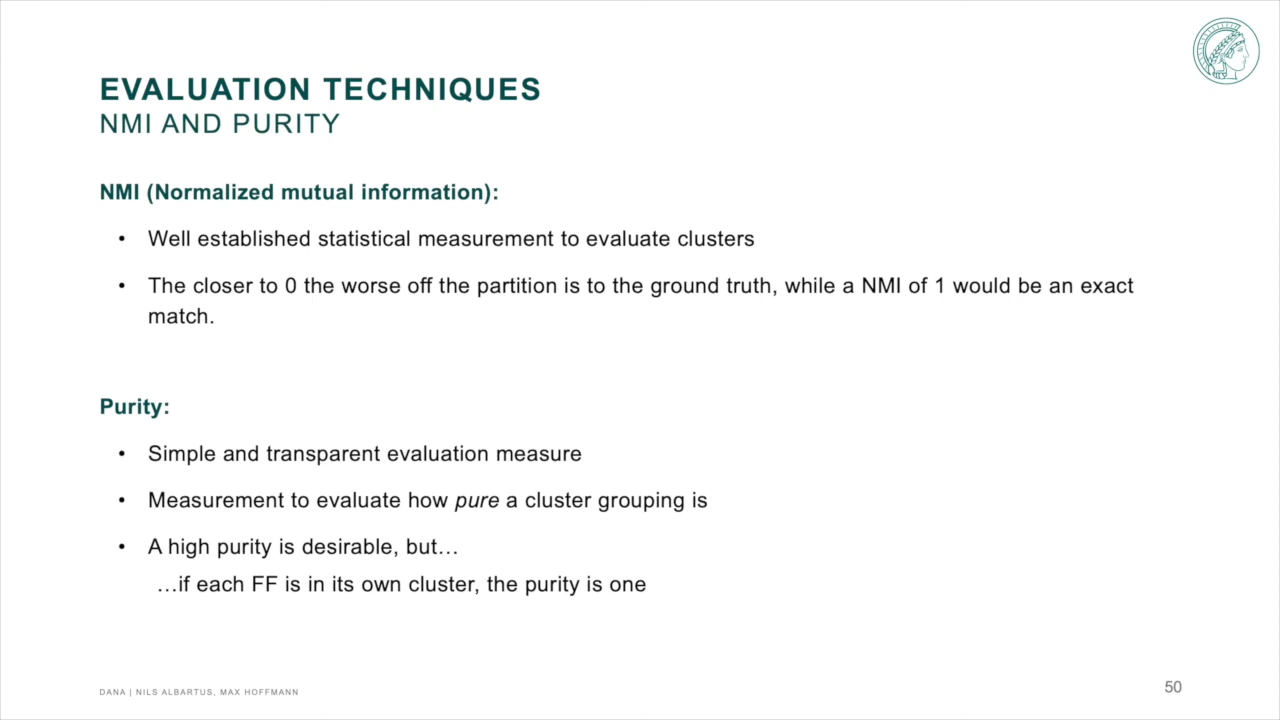 EVALUATION TECHNIQUES
NMI AND PURITY
NMI (Normalized mutual information):
• Well established statistical measurement to evaluate clusters
• The closer to 0 the worse off the partition is to the ground truth, while a NMI of 1 would be an exact
match.
Purity:
• Simple and transparent evaluation measure
• Measurement to evaluate how pure a cluster grouping is
• A high purity is desirable, but…
…if each FF is in its own cluster, the purity is one
DANA | NILS ALBARTUS, MAX HOFFMANN
50